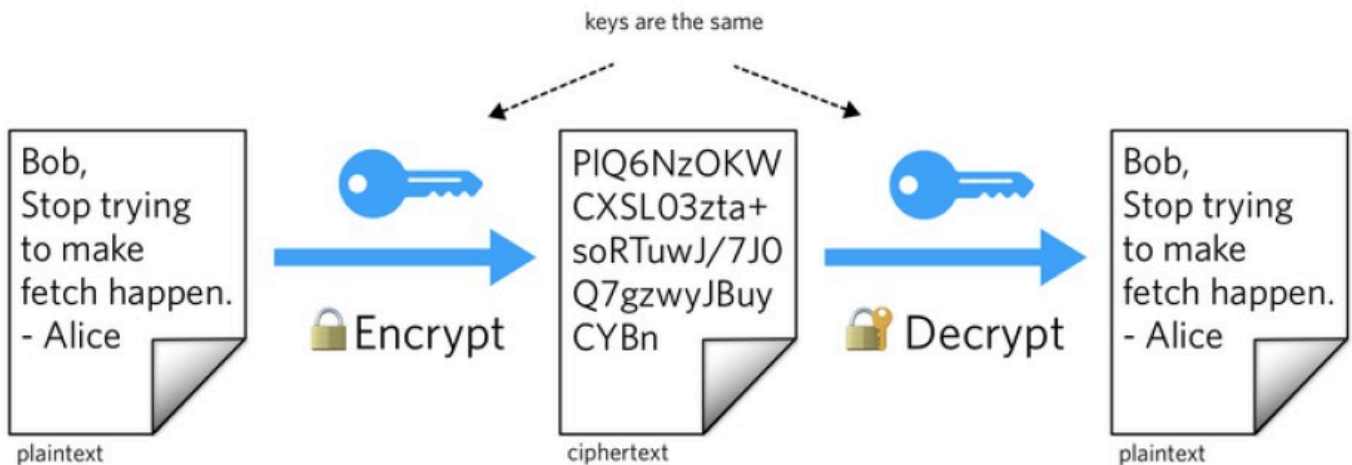 keys are the same
Bob,
Stop trying
to make
fetch happen.
- Alice
plaintext
Encrypt
PlQ6NzOKW
CXSL03zta+
soRTuwJ/7J0
Q7gzwyJBuy
CYBn
ciphertext
Decrypt
Bob,
Stop trying
to make
fetch happen.
- Alice
plaintext